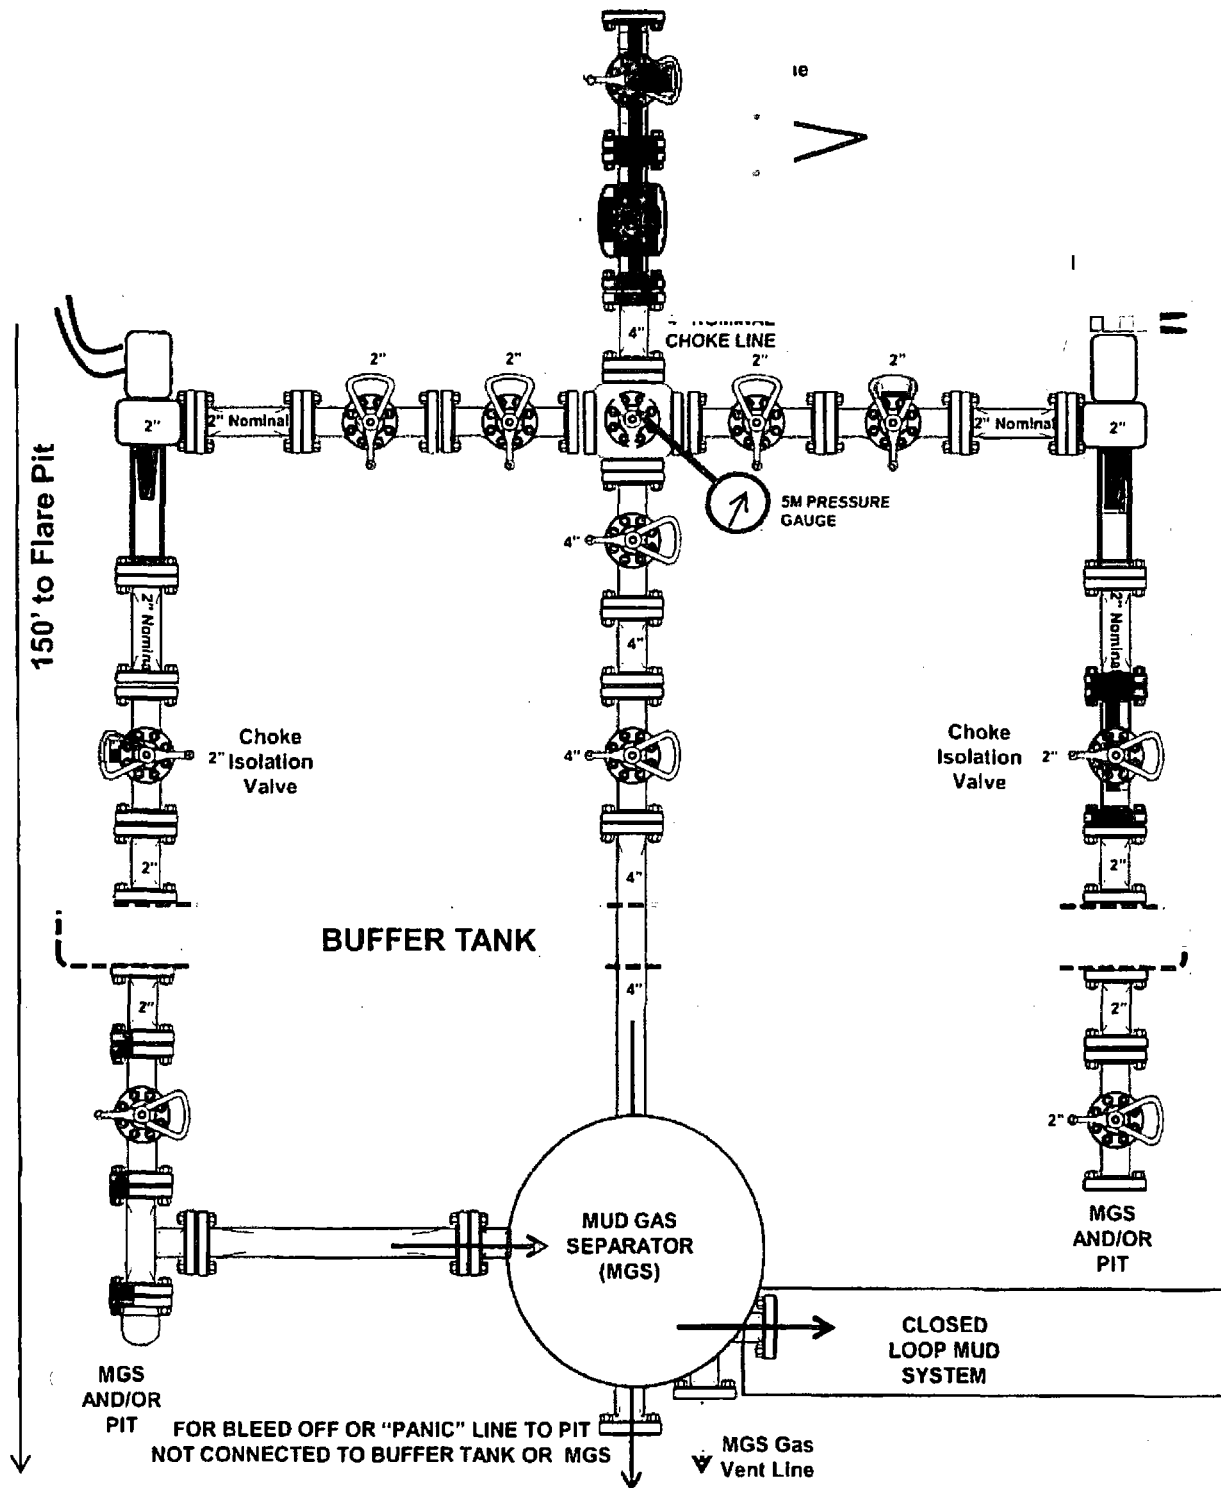 4"
CHOKE LINE
2"
2"
2"
2"
2"
2" Nominal
2" Nominal
2"
5M PRESSURE
GAUGE
150' to Flare Pit
4"
2" Nominal
4"
2" Nominal
Choke
Isolation
Valve
2"
4"
Choke
Isolation
Valve
2"
2"
4"
2"
BUFFER TANK
4"
2"
2"
2"
MUD GAS
SEPARATOR
(MGS)
MGS
AND/OR
PIT
CLOSED
LOOP MUD
SYSTEM
MGS
AND/OR
PIT
FOR BLEED OFF OR "PANIC" LINE TO PIT
NOT CONNECTED TO BUFFER TANK OR MGS
MGS Gas
Vent Line